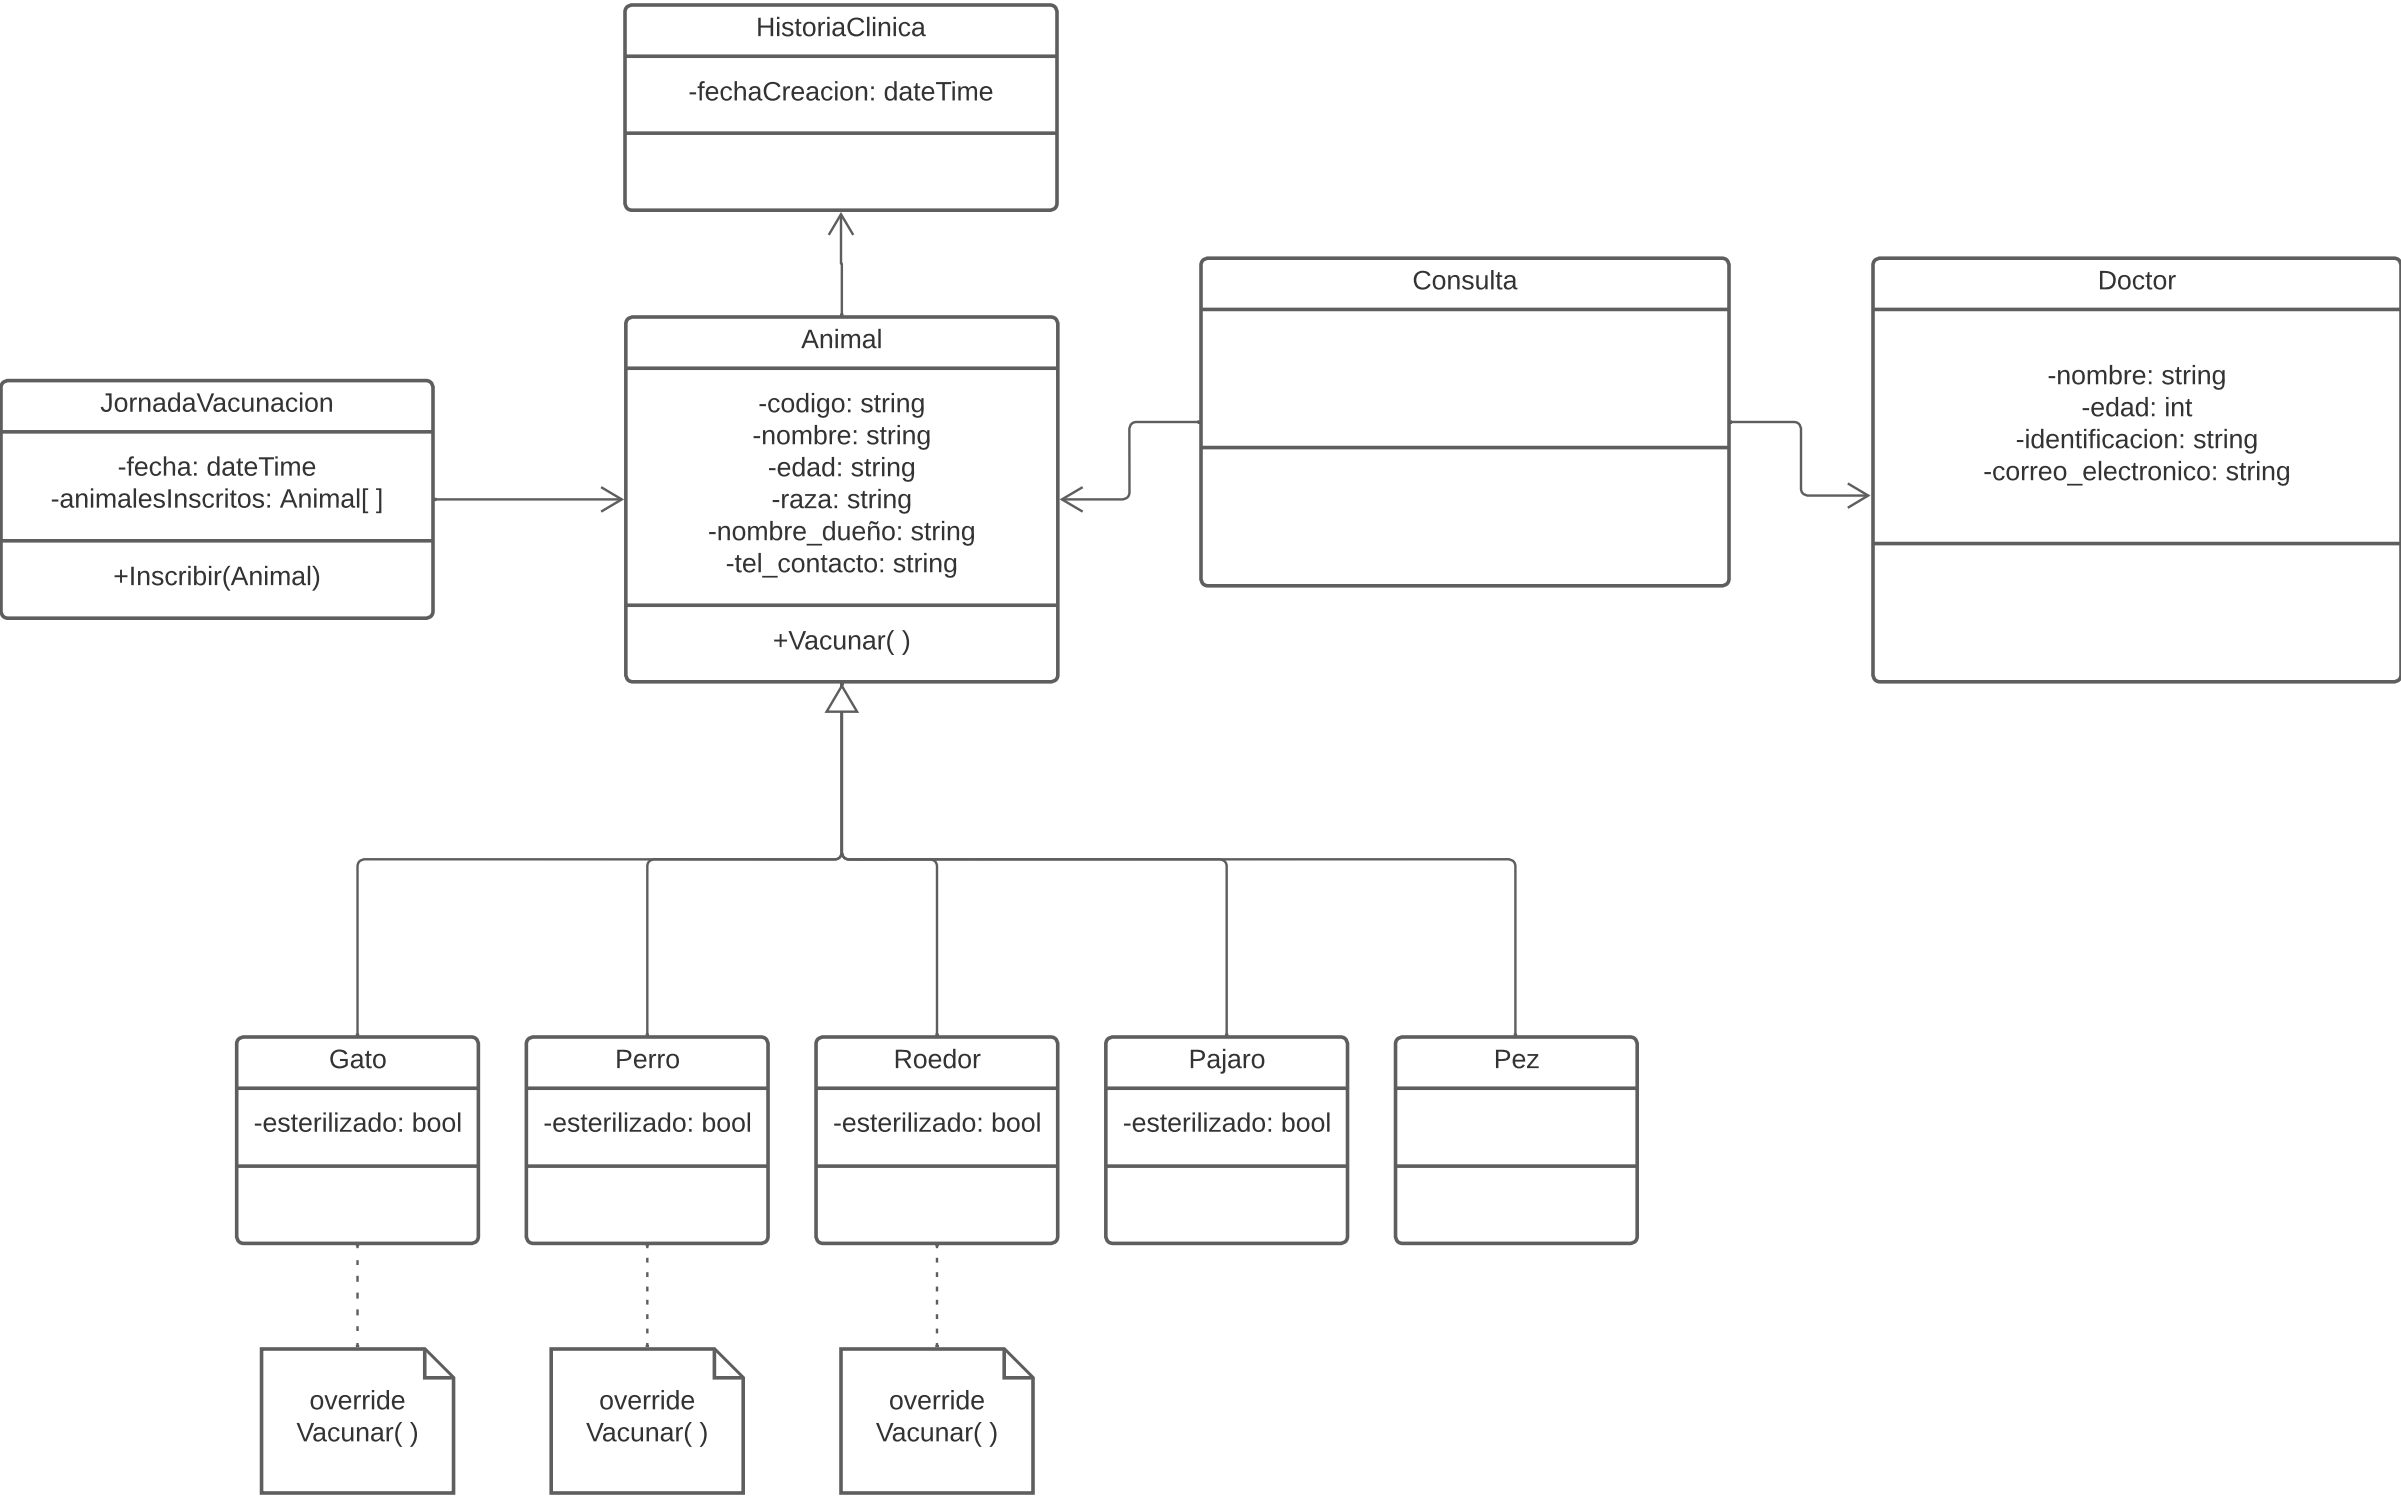 HistoriaClinica
-fechaCreacion: dateTime
JornadaVacunacion
-fecha: dateTime
-animalesInscritos: Animal[ ]
+Inscribir(Animal)
Animal
-codigo: string
-nombre: string
-edad: string
-raza: string
-nombre_dueño: string
-tel_contacto: string
+Vacunar( )
Consulta
Doctor
-nombre: string
-edad: int
-identificacion: string
-correo_electronico: string
Gato
-esterilizado: bool
Perro
-esterilizado: bool
Roedor
-esterilizado: bool
Pajaro
-esterilizado: bool
Pez
override
Vacunar( )
override
Vacunar( )
override
Vacunar( )